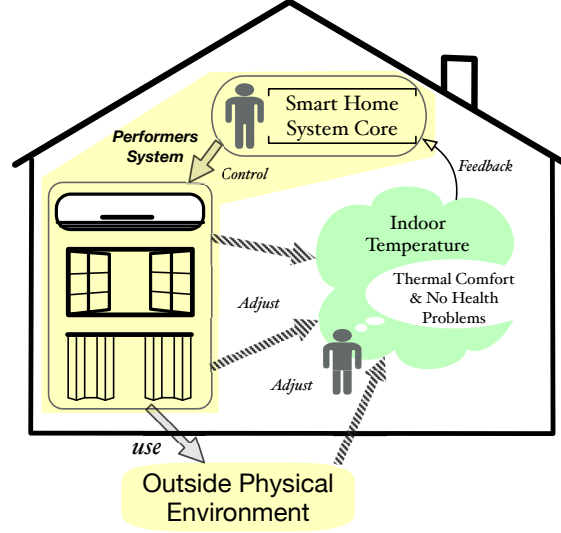 Smart Home
System Core
Performers
System
Control
Feedback
Indoor
Temperature
Thermal Comfort
& No Health
Problems
Adjust
Adjust
use
Outside Physical
Environment